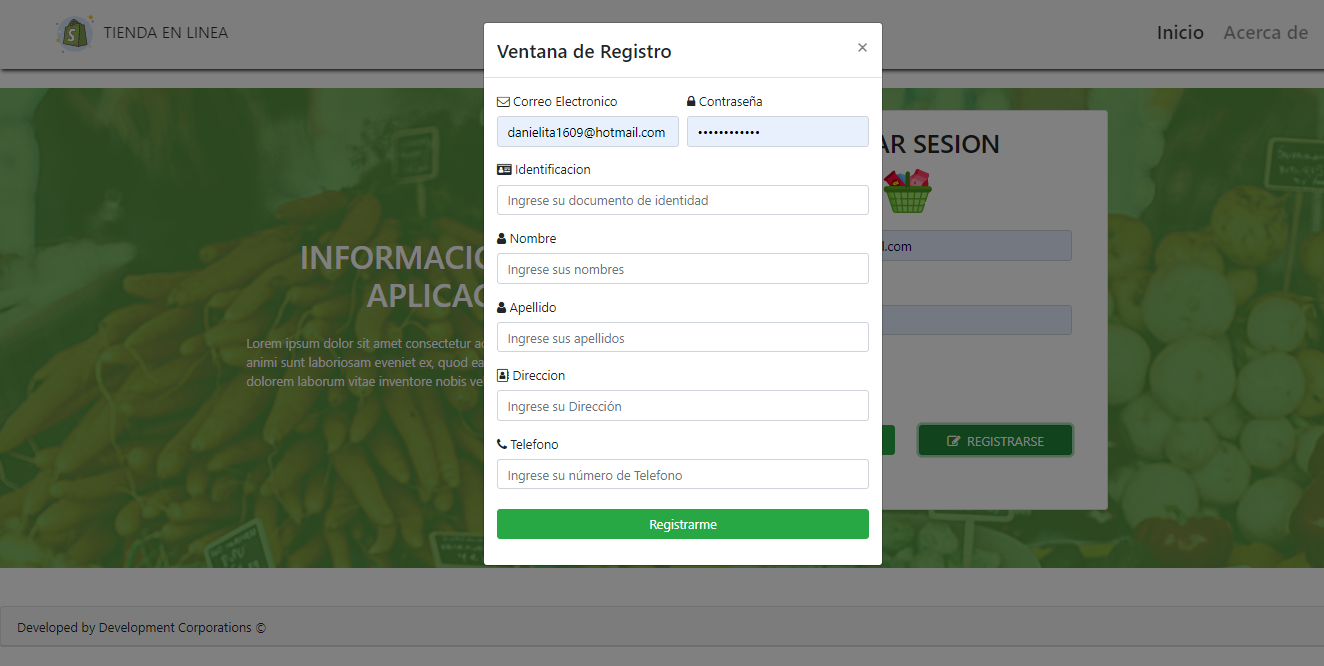 TIENDA EN LINEA
Inicio
Acerca de
Ventana de Registro
×
Correo Electronico
Contraseña
danielita1609@hotmail.com
••••••••••••
Identificacion
Ingrese su documento de identidad
Nombre
Ingrese sus nombres
Apellido
Ingrese sus apellidos
Direccion
Ingrese su Dirección
Telefono
Ingrese su número de Telefono
Registrarme
INFORMACIO
APLICAC
Lorem ipsum dolor sit amet consectetur
animi sunt laboriosam eveniet ex, quod ea
dolorem laborum vitae inventore nobis ve
AR SESION
l.com
REGISTRARSE
Developed by Development Corporations ©